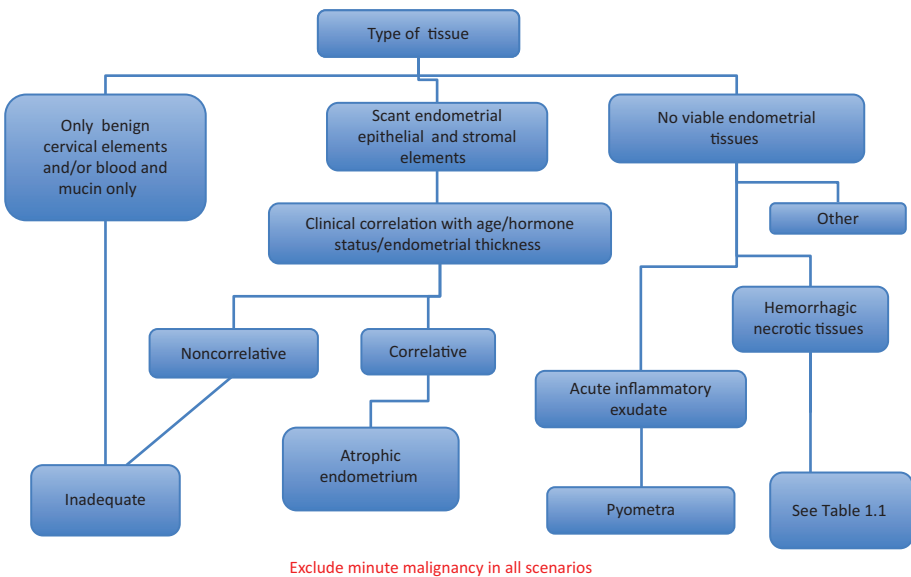 Type of tissue
Only benign
cervical elements
and/or blood and
mucin only
Scant endometrial
epithelial and stromal
elements
No viable endometrial
tissues
Other
Clinical correlation with age/hormone
status/endometrial thickness
Hemorrhagic
necrotic tissues
Noncorrelative
Correlative
Acute inflammatory
exudate
Atrophic
endometrium
Inadequate
Pyometra
See Table 1.1
Exclude minute malignancy in all scenarios